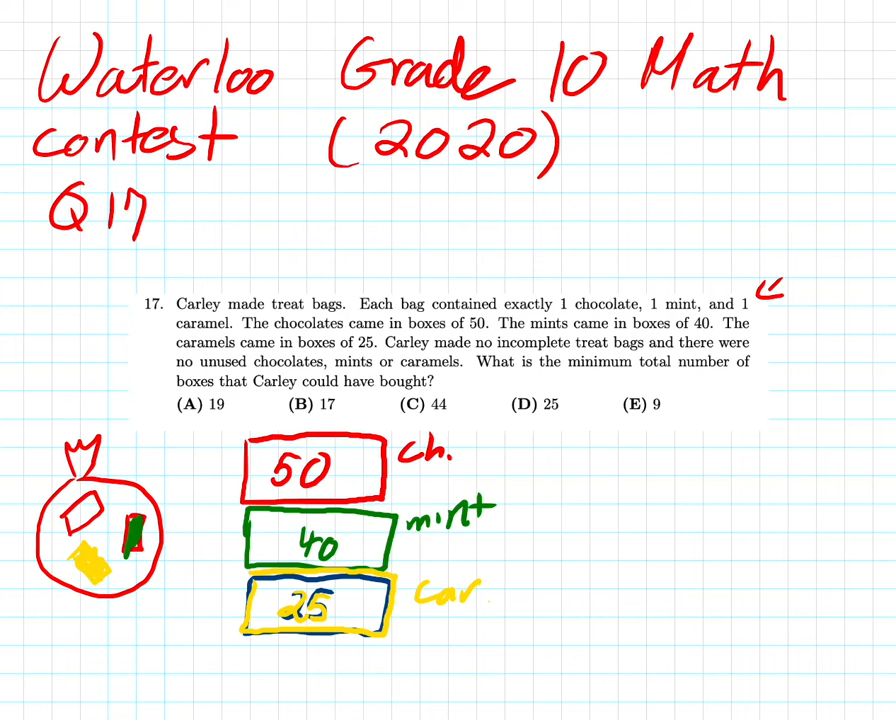 Waterloo Grade 10 Math
contest (2020)
Q17
17. Carley made treat bags. Each bag contained exactly 1 chocolate, 1 mint, and 1
caramel. The chocolates came in boxes of 50. The mints came in boxes of 40. The
caramels came in boxes of 25. Carley made no incomplete treat bags and there were
no unused chocolates, mints or caramels. What is the minimum total number of
boxes that Carley could have bought?
(A) 19 (B) 17 (C) 44 (D) 25 (E) 9
50 ch.
40 mint
25 car.